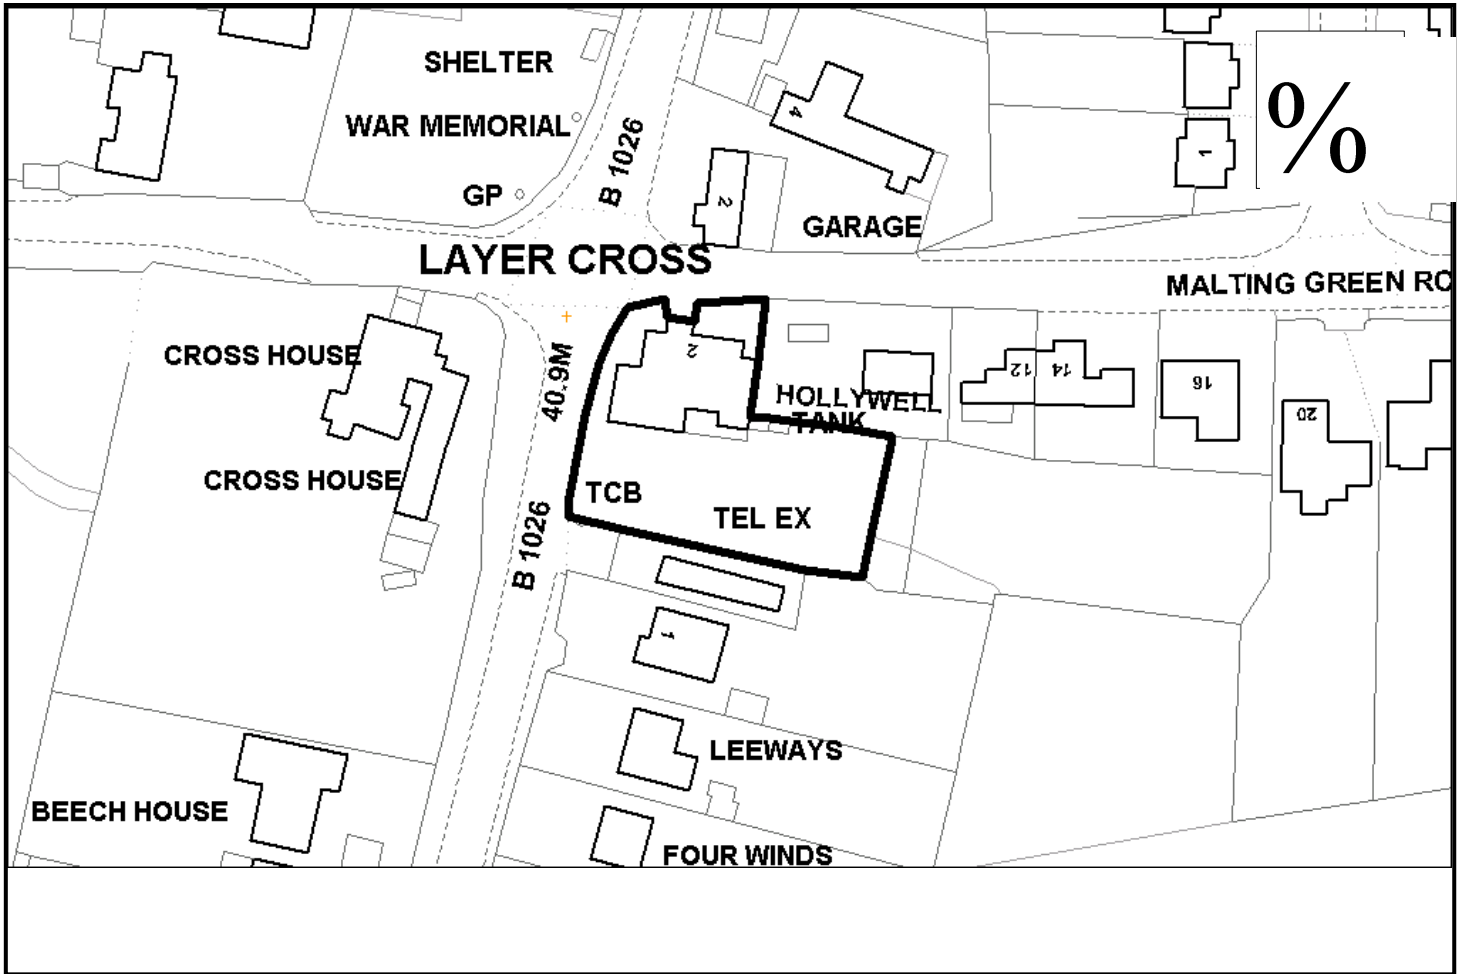 SHELTER
WAR MEMORIAL
B 1026
GP
4
2
GARAGE
1
%
LAYER CROSS
MALTING GREEN RO
CROSS HOUSE
40.9M
2
HOLLYWELL
TANK
12
14
16
20
CROSS HOUSE
TCB
TEL EX
B 1026
1
LEEWAYS
BEECH HOUSE
FOUR WINDS